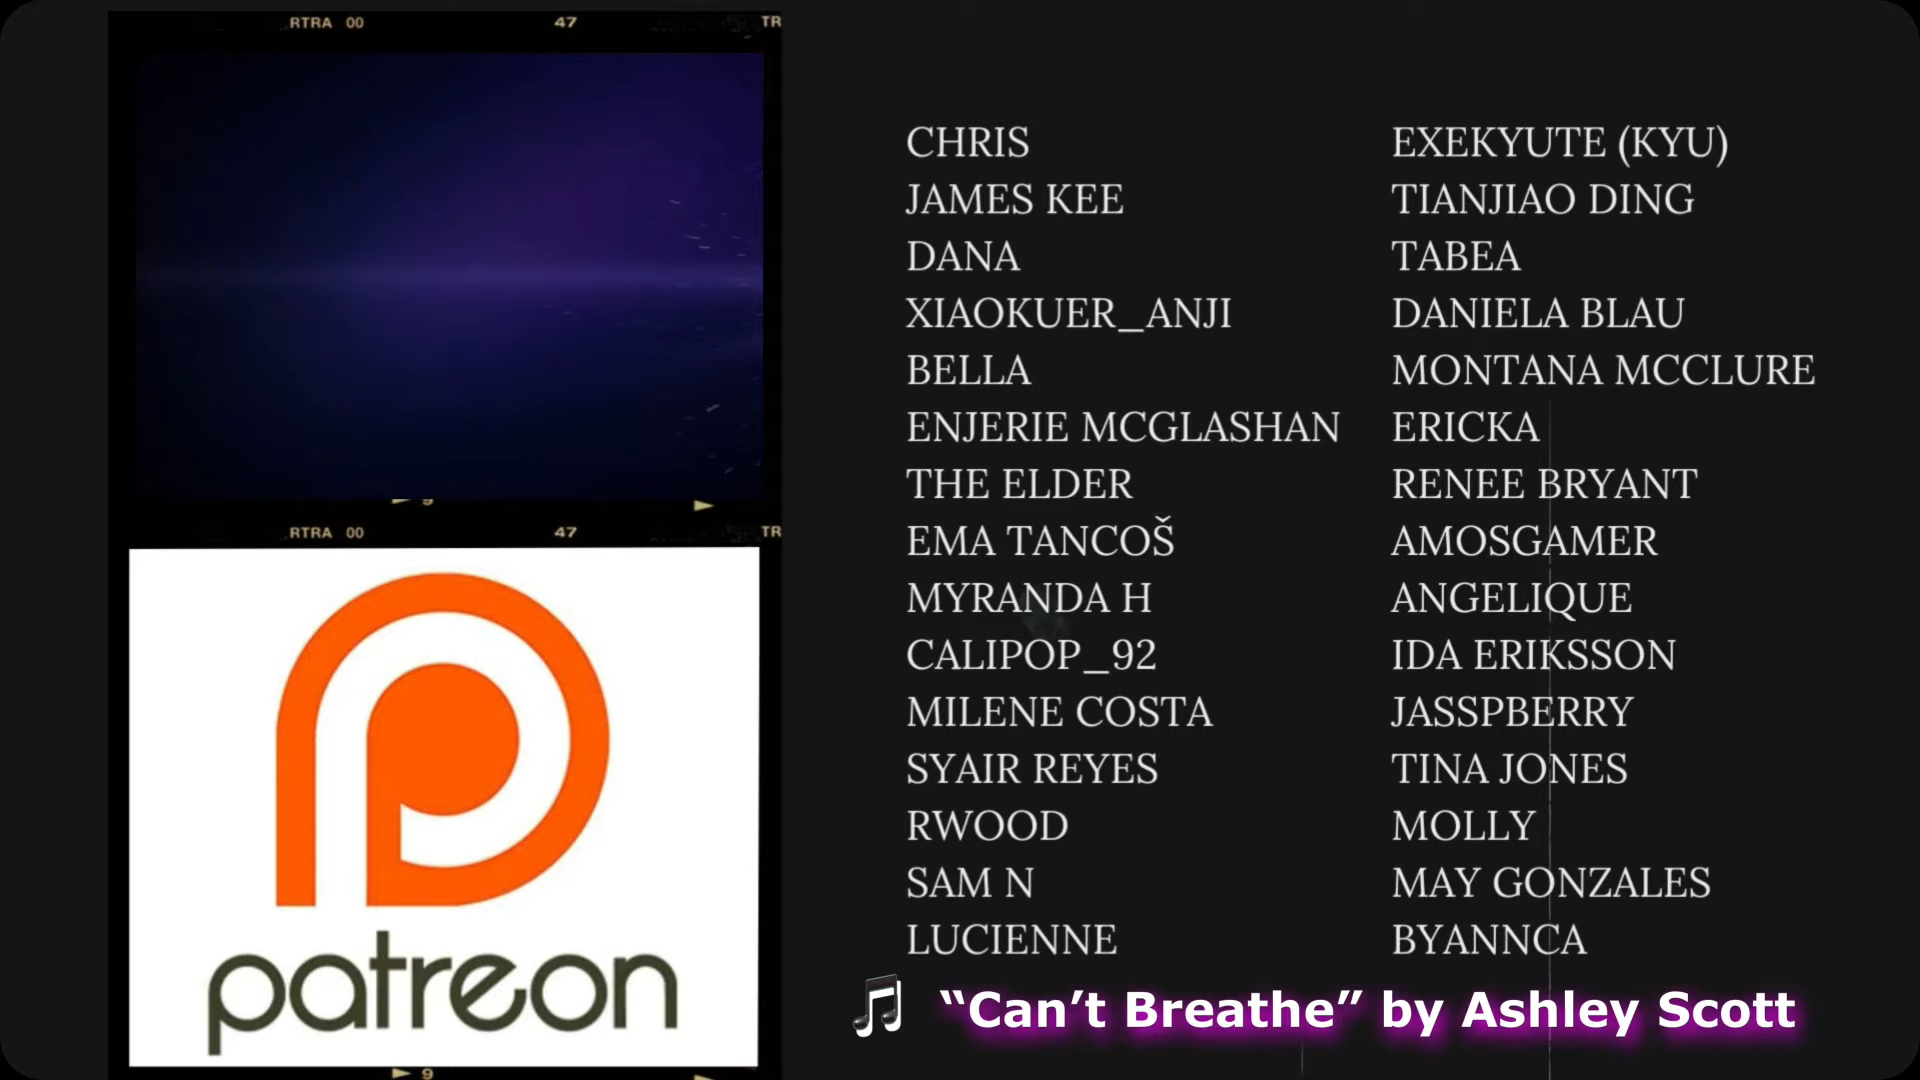 RTRA 00 47 TR
9
RTRA 00 47 TR
patreon
9
CHRIS
JAMES KEE
DANA
XIAOKUER_ANJI
BELLA
ENJERIE MCGLASHAN
THE ELDER
EMA TANCOŠ
MYRANDA H
CALIPOP_92
MILENE COSTA
SYAIR REYES
RWOOD
SAM N
LUCIENNE
EXEKYUTE (KYU)
TIANJIAO DING
TABEA
DANIELA BLAU
MONTANA MCCLURE
ERICKA
RENEE BRYANT
AMOSGAMER
ANGELIQUE
IDA ERIKSSON
JASSPBERRY
TINA JONES
MOLLY
MAY GONZALES
BYANNCA
“Can’t Breathe” by Ashley Scott